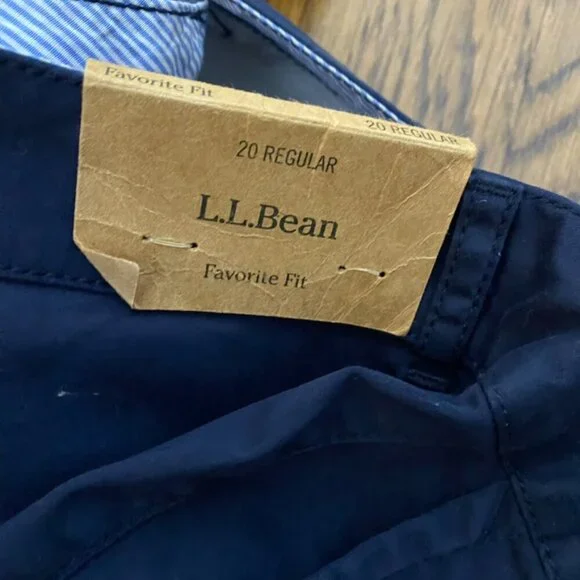 Favorite Fit
20 REGULAR
20 REGULAR
L.L.Bean
Favorite Fit